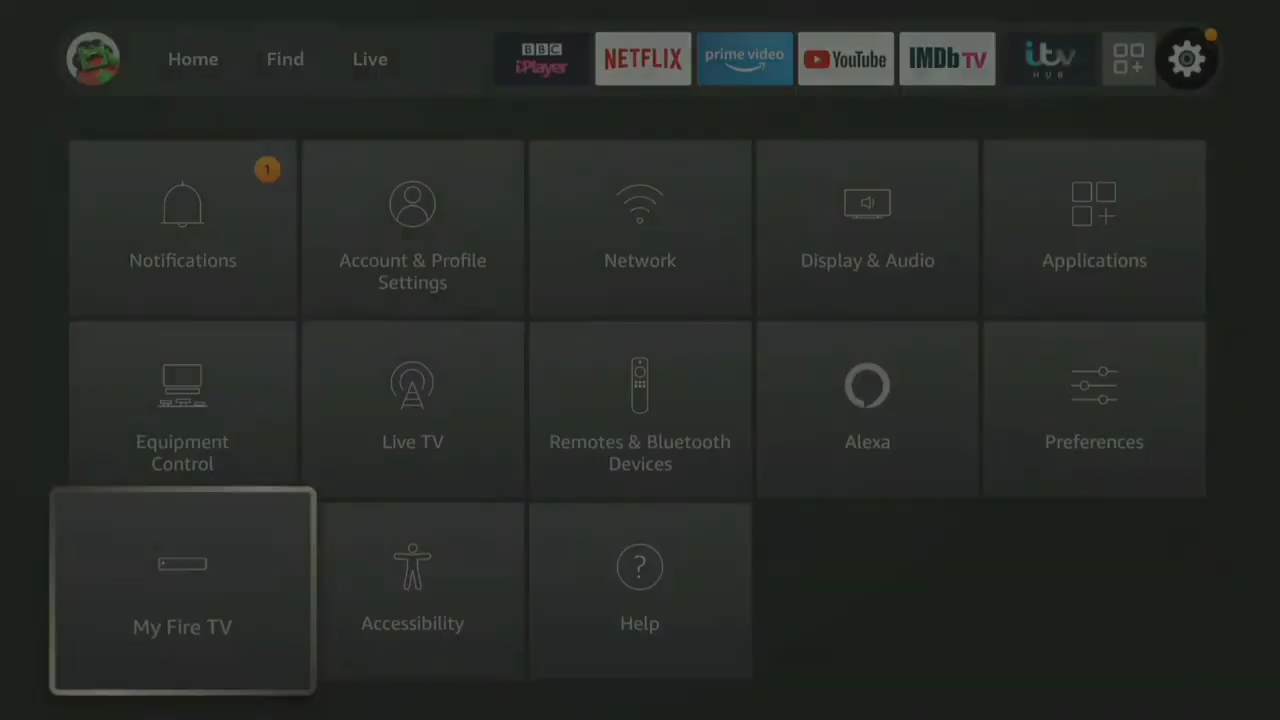 Home
Find
Live
BBC
iPlayer
NETFLIX
prime video
YouTube
IMDb TV
itv
HUB
1
Notifications
Account & Profile
Settings
Network
Display & Audio
Applications
Equipment
Control
Live TV
Remotes & Bluetooth
Devices
Alexa
Preferences
My Fire TV
Accessibility
?
Help